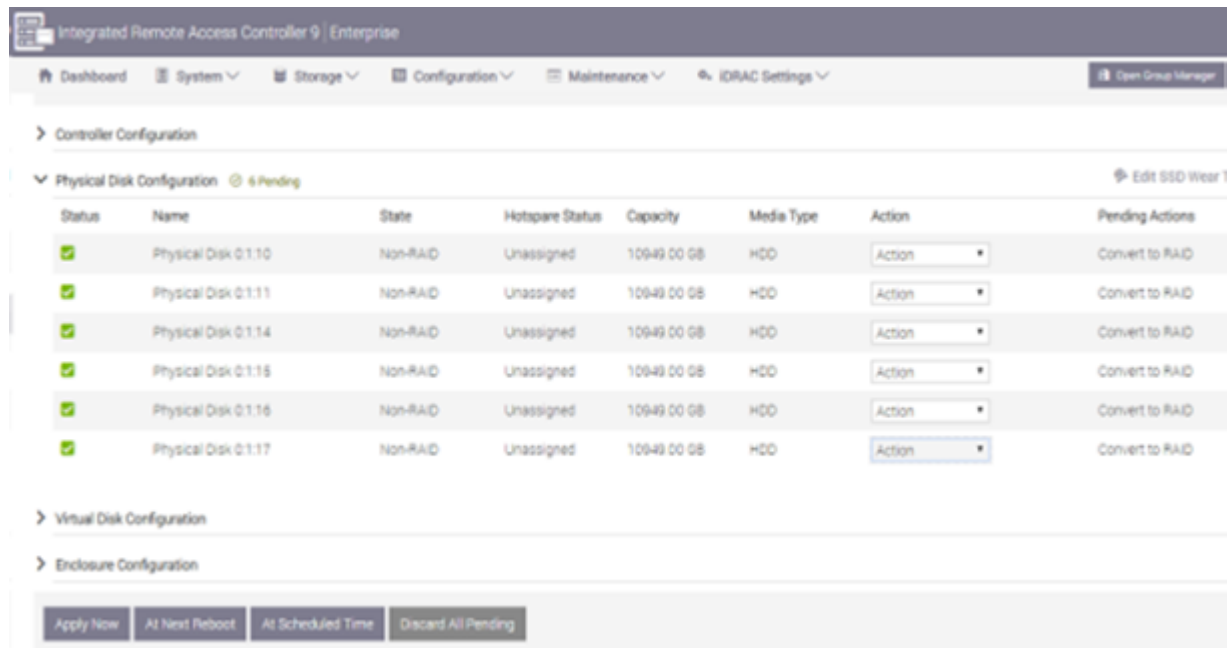 Integrated Remote Access Controller 9 | Enterprise
Dashboard System Storage Configuration Maintenance iDRAC Settings Open Group Manager
Controller Configuration
Physical Disk Configuration 6 Pending Edit SSD Wear T
Status Name State Hotspare Status Capacity Media Type Action Pending Actions
Physical Disk 0:1:10 Non-RAID Unassigned 10949.00 GB HDD Action Convert to RAID
Physical Disk 0:1:11 Non-RAID Unassigned 10949.00 GB HDD Action Convert to RAID
Physical Disk 0:1:14 Non-RAID Unassigned 10949.00 GB HDD Action Convert to RAID
Physical Disk 0:1:15 Non-RAID Unassigned 10949.00 GB HDD Action Convert to RAID
Physical Disk 0:1:16 Non-RAID Unassigned 10949.00 GB HDD Action Convert to RAID
Physical Disk 0:1:17 Non-RAID Unassigned 10949.00 GB HDD Action Convert to RAID
Virtual Disk Configuration
Enclosure Configuration
Apply Now At Next Reboot At Scheduled Time Discard All Pending